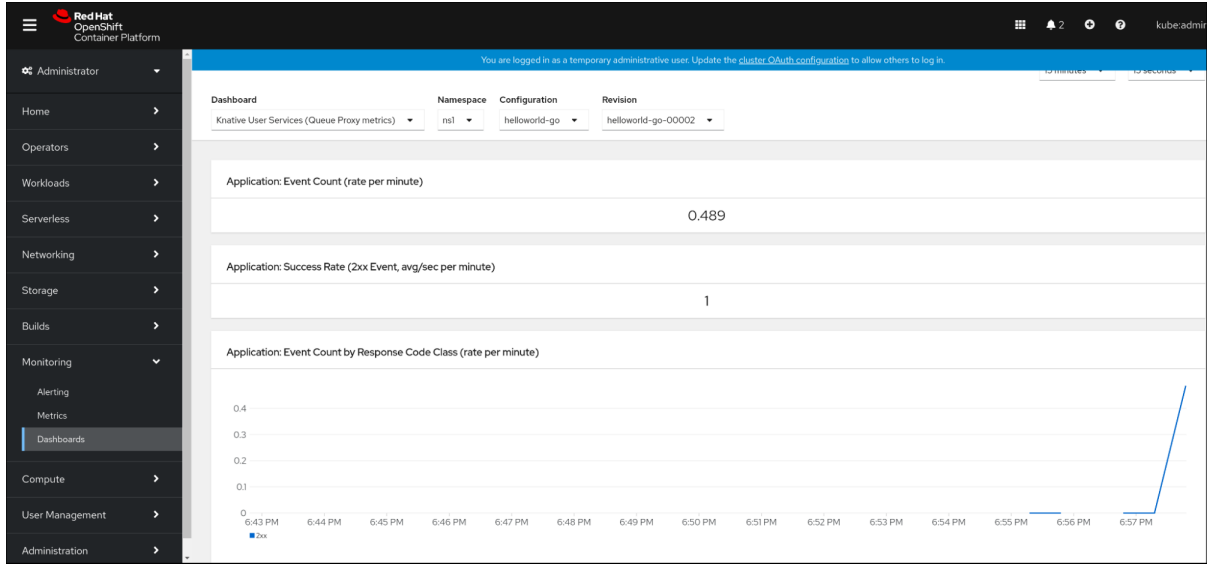 Red Hat
OpenShift
Container Platform
2
kube:admin
Administrator
You are logged in as a temporary administrative user. Update the cluster OAuth configuration to allow others to log in.
15 minutes
15 seconds
Home
Operators
Workloads
Serverless
Networking
Storage
Builds
Monitoring
Alerting
Metrics
Dashboards
Compute
User Management
Administration
Dashboard Namespace Configuration Revision
Knative User Services (Queue Proxy metrics) ns1 helloworld-go helloworld-go-00002
Application: Event Count (rate per minute)
0.489
Application: Success Rate (2xx Event, avg/sec per minute)
1
Application: Event Count by Response Code Class (rate per minute)
0.4
0.3
0.2
0.1
0
6:43 PM 6:44 PM 6:45 PM 6:46 PM 6:47 PM 6:48 PM 6:49 PM 6:50 PM 6:51 PM 6:52 PM 6:53 PM 6:54 PM 6:55 PM 6:56 PM 6:57 PM
2xx